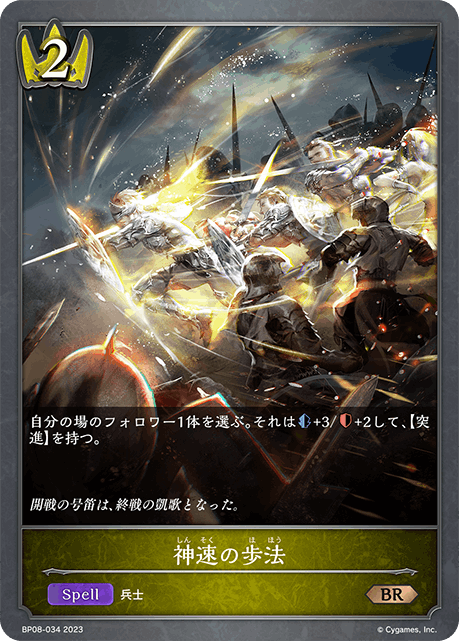 2
自分の場のフォロワー1体を選ぶ。それは+3/+2して、【突
進】を持つ。
開戦の号笛は、終戦の凱歌となった。
しんそく ほほう
神速の歩法
Spell 兵士 BR
BP08-034 2023 © Cygames, Inc.